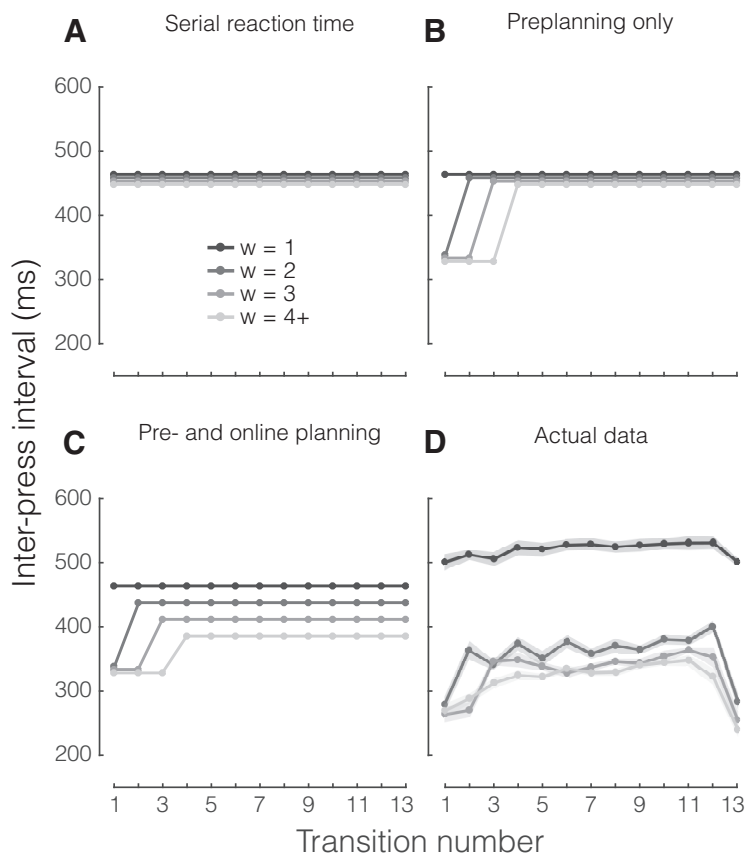 A Serial reaction time
B Preplanning only
600
500
400
300
200
w = 1
w = 2
w = 3
w = 4+
Inter-press interval (ms)
C Pre- and online planning
D Actual data
600
500
400
300
200
1 3 5 7 9 11 13
1 3 5 7 9 11 13
Transition number